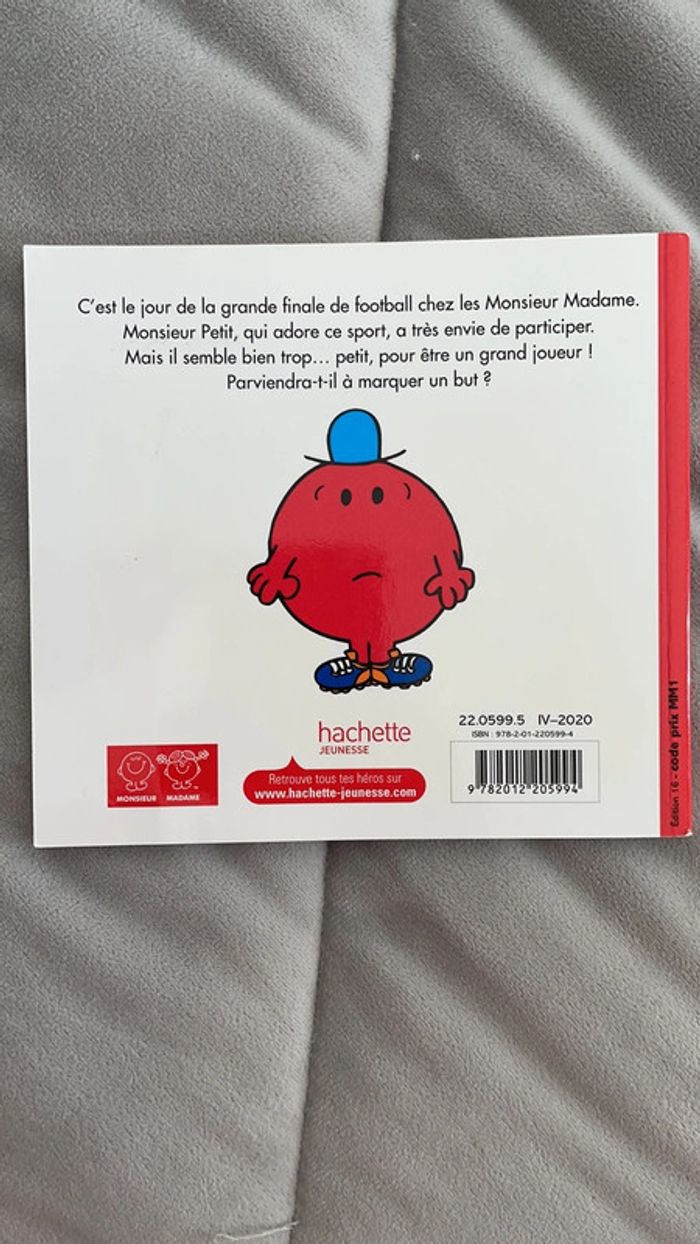 C'est le jour de la grande finale de football chez les Monsieur Madame.
Monsieur Petit, qui adore ce sport, a très envie de participer.
Mais il semble bien trop... petit, pour être un grand joueur !
Parviendra-t-il à marquer un but ?
MONSIEUR MADAME
hachette
JEUNESSE
Retrouve tous tes héros sur
www.hachette-jeunesse.com
22.0599.5 IV–2020
ISBN : 978-2-01-220599-4
9 782012 205994
Édition 16 - code prix MM1